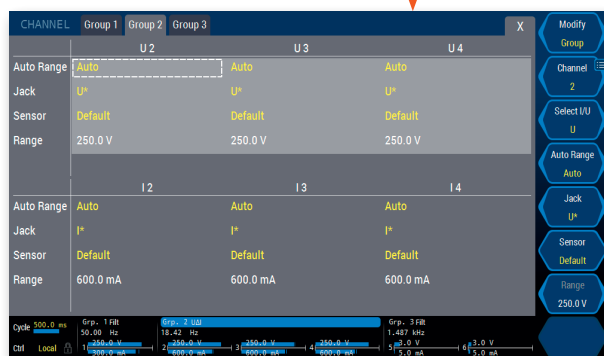 CHANNEL Group 1 Group 2 Group 3 X
U 2 U 3 U 4
Auto Range Auto Auto Auto
Jack U* U* U*
Sensor Default Default Default
Range 250.0 V 250.0 V 250.0 V
I 2 I 3 I 4
Auto Range Auto Auto Auto
Jack I* I* I*
Sensor Default Default Default
Range 600.0 mA 600.0 mA 600.0 mA
Modify
Group
Channel
2
Select I/U
U
Auto Range
Auto
Jack
U*
Sensor
Default
Range
250.0 V
Cycle 500.0 ms Grp. 1 Filt Grp. 2 UΔI Grp. 3 Filt
50.00 Hz 18.42 Hz 1.487 kHz
Ctrl Local 1 250.0 V 2 250.0 V 3 250.0 V 4 250.0 V 5 3.0 V 6 3.0 V
300.0 mA 600.0 mA 600.0 mA 600.0 mA 5.0 mA 5.0 mA